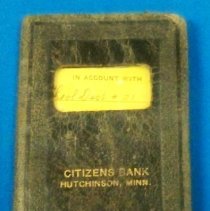 IN ACCOUNT WITH
CITIZENS BANK
HUTCHINSON, MINN.